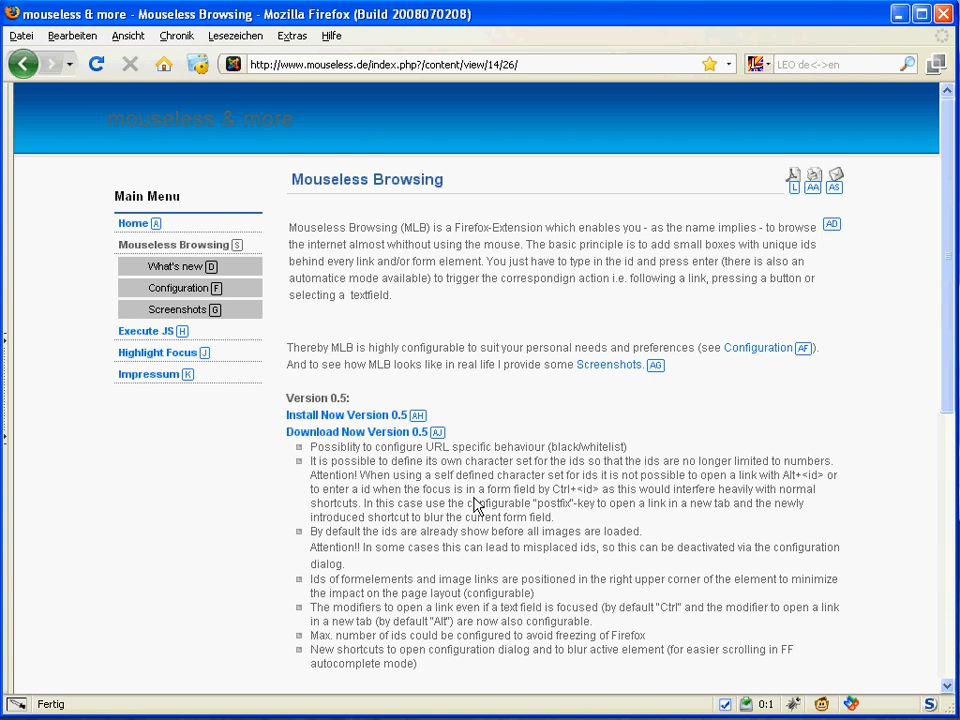 mouseless & more - Mouseless Browsing - Mozilla Firefox (Build 2008070208)
Datei Bearbeiten Ansicht Chronik Lesezeichen Extras Hilfe
http://www.mouseless.de/index.php?/content/view/14/26/ LEO de<->en
mouseless & more
Mouseless Browsing
L AA AS
Main Menu
Home A
Mouseless Browsing S
What's new D
Configuration F
Screenshots G
Execute JS H
Highlight Focus J
Impressum K
Mouseless Browsing (MLB) is a Firefox-Extension which enables you - as the name implies - to browse AD
the internet almost whithout using the mouse. The basic principle is to add small boxes with unique ids
behind every link and/or form element. You just have to type in the id and press enter (there is also an
automatice mode available) to trigger the correspondign action i.e. following a link, pressing a button or
selecting a textfield.
Thereby MLB is highly configurable to suit your personal needs and preferences (see Configuration AF ).
And to see how MLB looks like in real life I provide some Screenshots. AG
Version 0.5:
Install Now Version 0.5 AH
Download Now Version 0.5 AJ
Possiblity to configure URL specific behaviour (black/whitelist)
It is possible to define its own character set for the ids so that the ids are no longer limited to numbers.
Attention! When using a self defined character set for ids it is not possible to open a link with Alt+<id> or
to enter a id when the focus is in a form field by Ctrl+<id> as this would interfere heavily with normal
shortcuts. In this case use the configurable "postfix"-key to open a link in a new tab and the newly
introduced shortcut to blur the current form field.
By default the ids are already show before all images are loaded.
Attention!! In some cases this can lead to misplaced ids, so this can be deactivated via the configuration
dialog.
Ids of formelements and image links are positioned in the right upper corner of the element to minimize
the impact on the page layout (configurable)
The modifiers to open a link even if a text field is focused (by default "Ctrl" and the modifier to open a link
in a new tab (by default "Alt") are now also configurable.
Max. number of ids could be configured to avoid freezing of Firefox
New shortcuts to open configuration dialog and to blur active element (for easier scrolling in FF
autocomplete mode)
Fertig 0:1 S